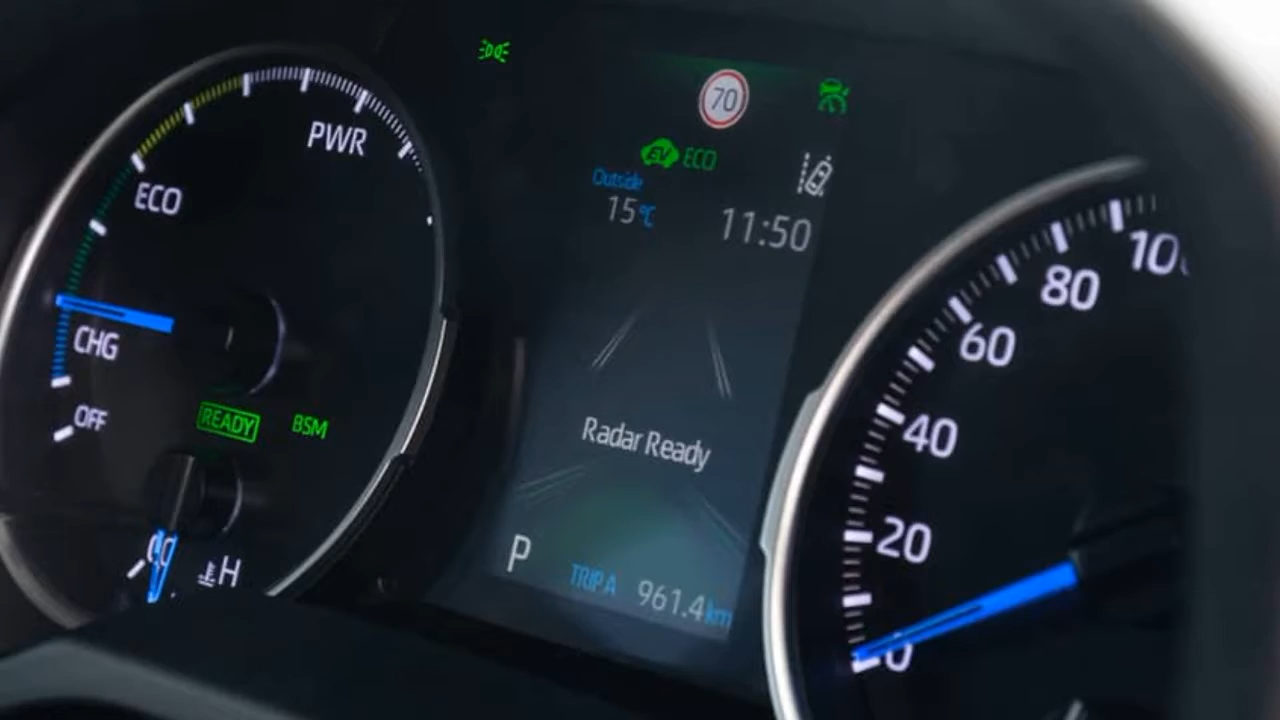 PWR
ECO
CHG
OFF
READY
BSM
H
70
EV ECO
Outside
15°C
11:50
Radar Ready
P
TRIP A 961.4 km
80
60
40
20
0